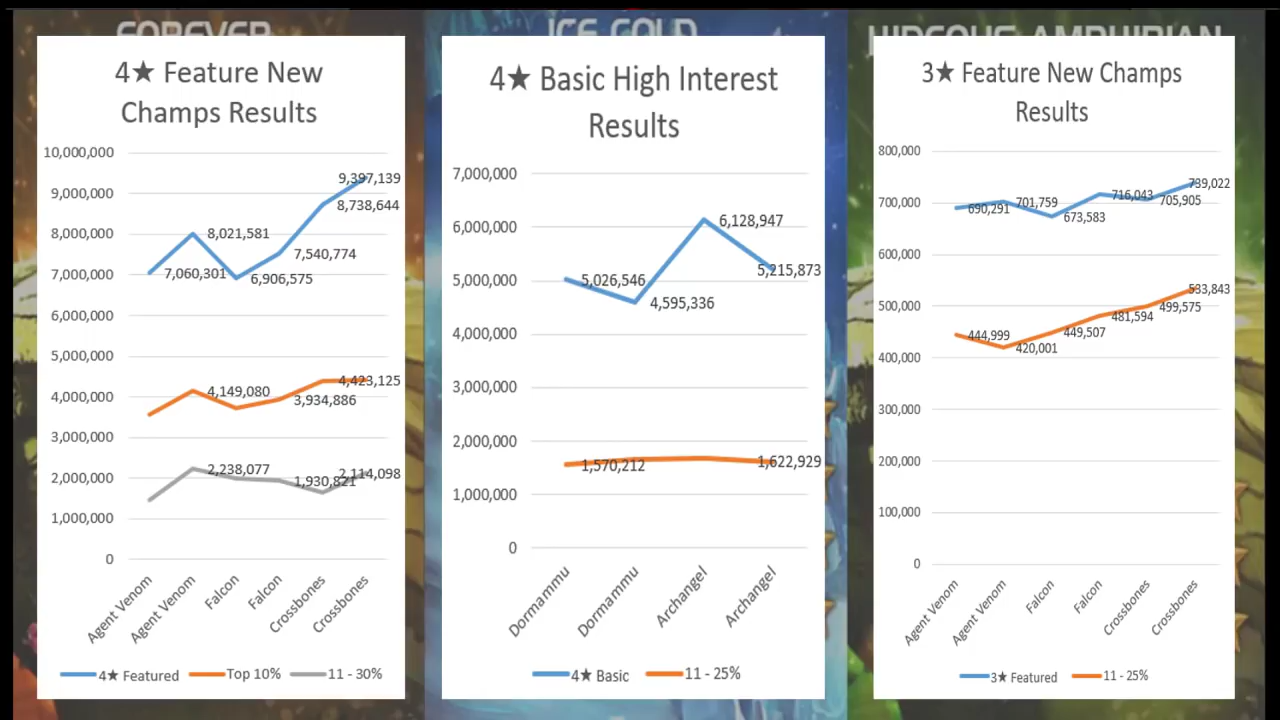 FOREVER
4★ Feature New
Champs Results
10,000,000
9,000,000
8,000,000
7,000,000
6,000,000
5,000,000
4,000,000
3,000,000
2,000,000
1,000,000
0
9,397,139
8,738,644
8,021,581
7,540,774
7,060,301
6,906,575
4,423,125
4,149,080
3,934,886
2,238,077
1,930,821
2,114,098
Agent Venom
Agent Venom
Falcon
Falcon
Crossbones
Crossbones
4★ Featured
Top 10%
11 - 30%
ICE COLD
4★ Basic High Interest
Results
7,000,000
6,000,000
5,000,000
4,000,000
3,000,000
2,000,000
1,000,000
0
6,128,947
5,026,546
4,595,336
5,215,873
1,570,212
1,622,929
Dormammu
Dormammu
Archangel
Archangel
4★ Basic
11 - 25%
HIDEOUS AMPHIBIAN
3★ Feature New Champs
Results
800,000
700,000
600,000
500,000
400,000
300,000
200,000
100,000
0
690,291
701,759
673,583
716,043
705,905
739,022
444,999
420,001
449,507
481,594
499,575
533,843
Agent Venom
Agent Venom
Falcon
Falcon
Crossbones
Crossbones
3★ Featured
11 - 25%